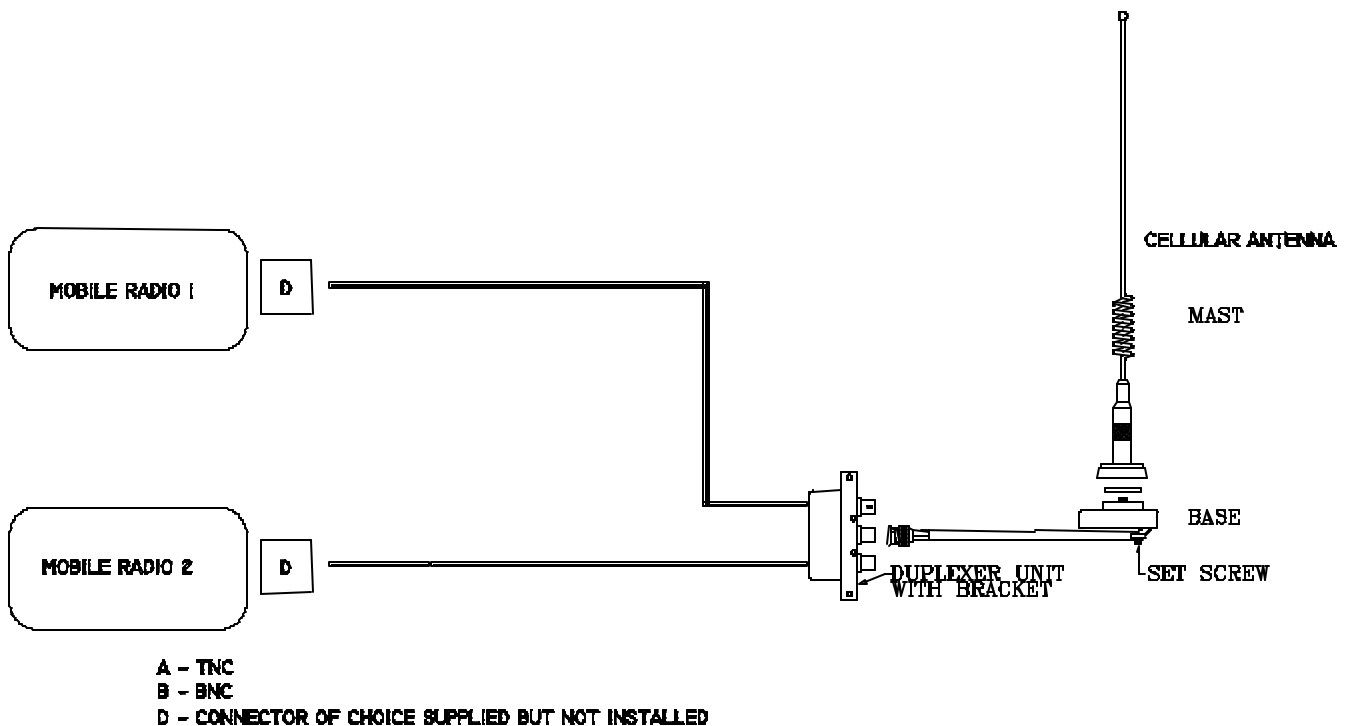 CELLULAR ANTENNA
MOBILE RADIO 1
D
MAST
BASE
MOBILE RADIO 2
D
DUPLEXER UNIT
WITH BRACKET
SET SCREW
A - TNC
B - BNC
D - CONNECTOR OF CHOICE SUPPLIED BUT NOT INSTALLED